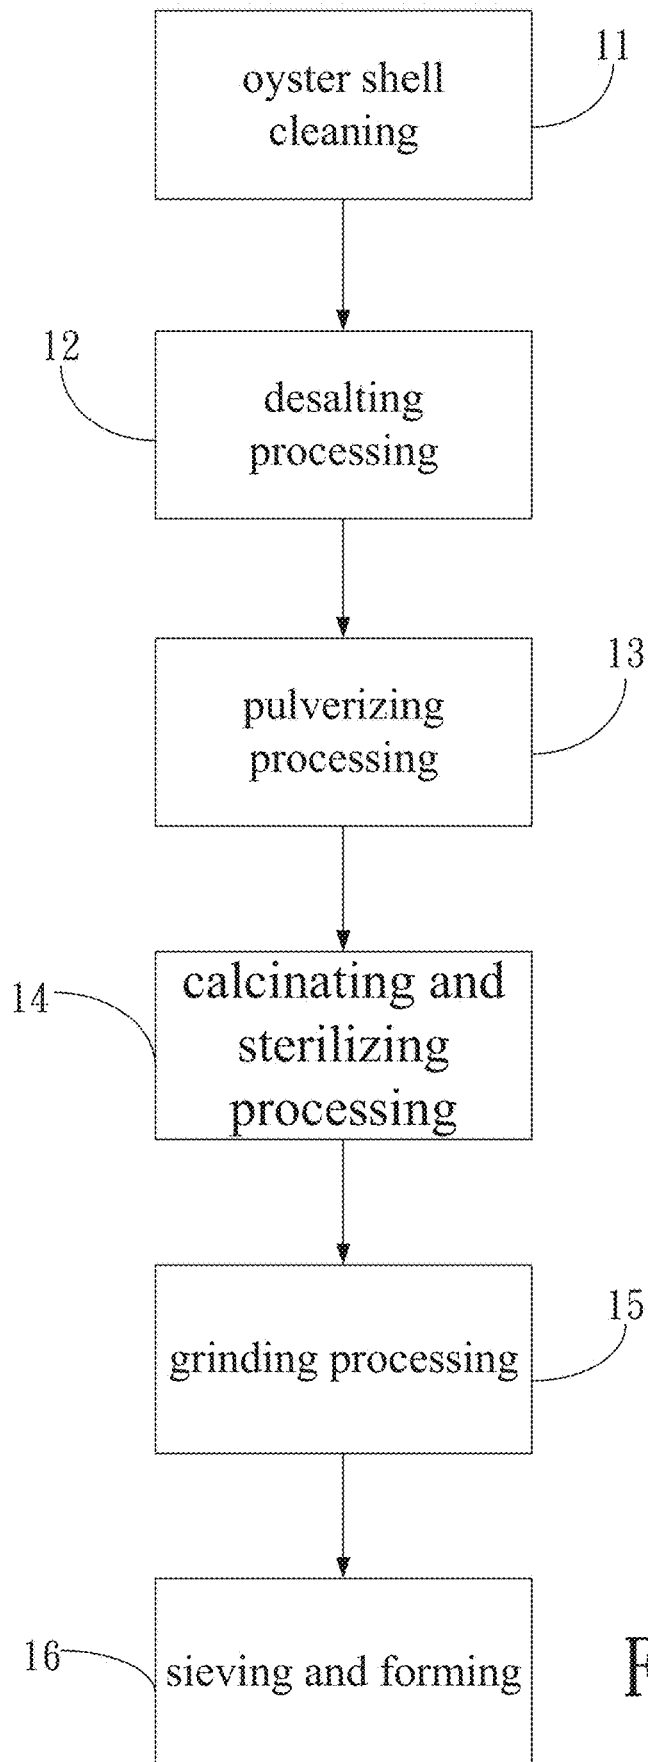 oyster shell
cleaning
11
12
desalting
processing
13
pulverizing
processing
14
calcinating and
sterilizing
processing
15
grinding processing
16
sieving and forming